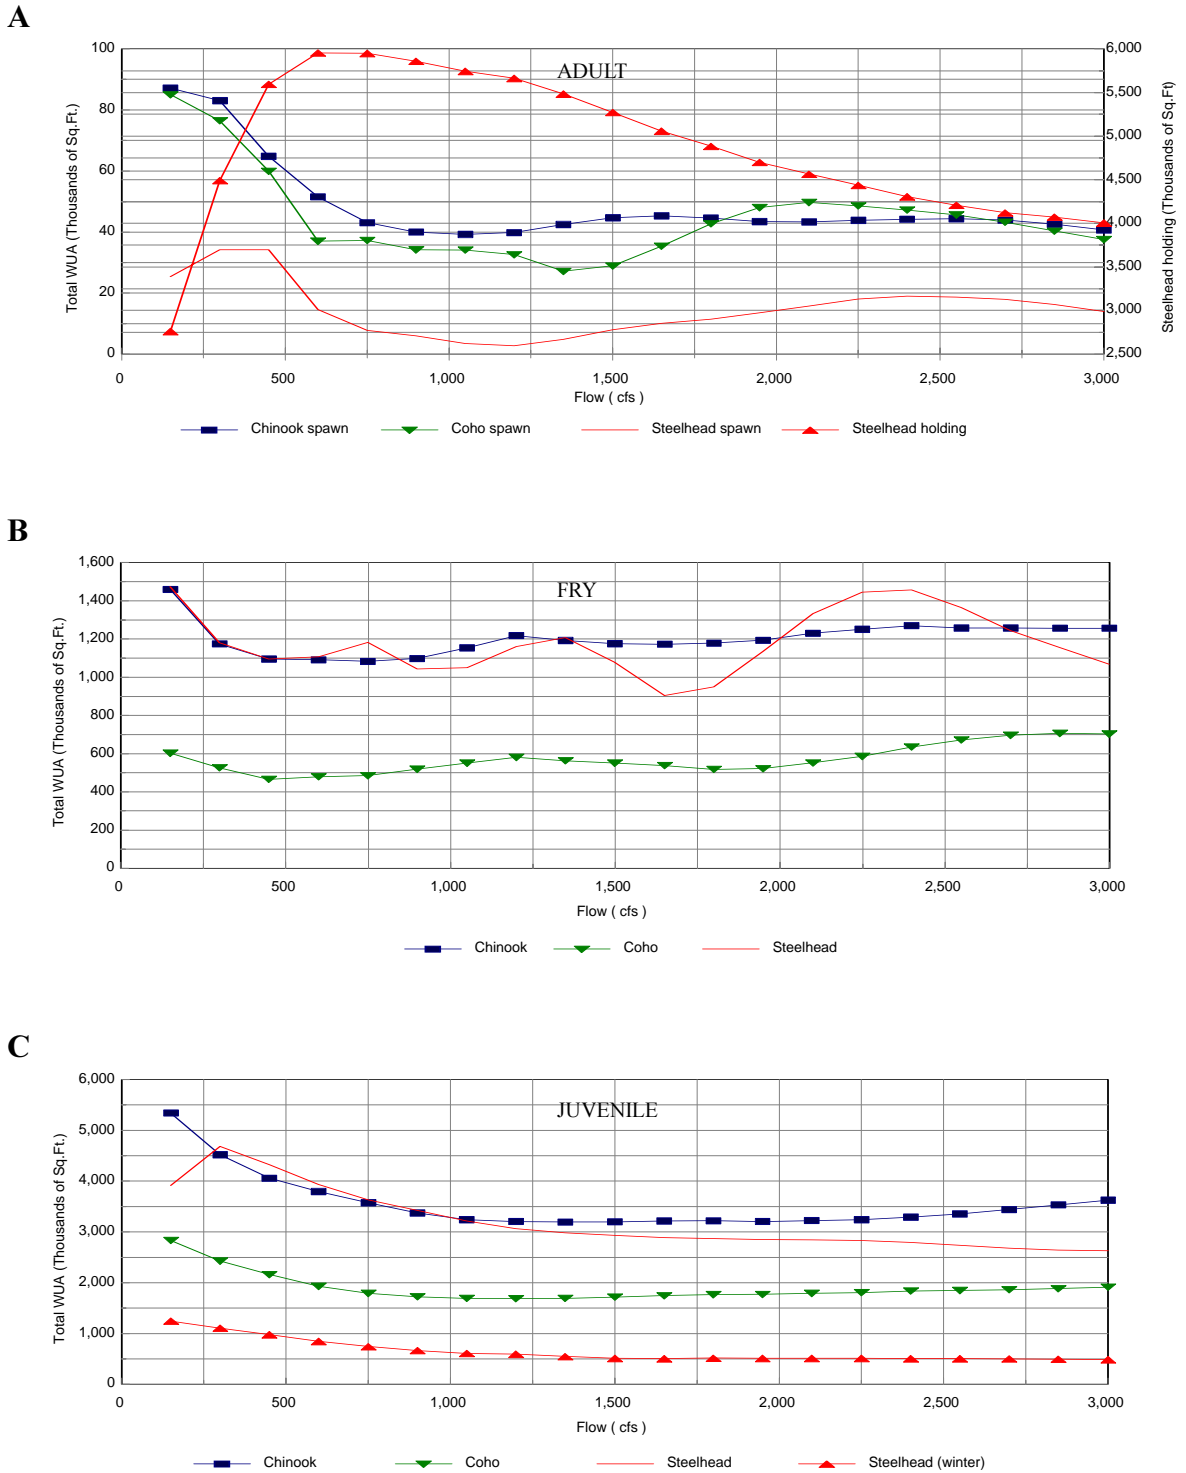 A
ADULT
Total WUA (Thousands of Sq.Ft.)
100
80
60
40
20
0
6,000
5,500
5,000
4,500
4,000
3,500
3,000
2,500
Steelhead holding (Thousands of Sq.Ft)
0
500
1,000
1,500
2,000
2,500
3,000
Flow ( cfs )
Chinook spawn
Coho spawn
Steelhead spawn
Steelhead holding
B
FRY
Total WUA (Thousands of Sq.Ft.)
1,600
1,400
1,200
1,000
800
600
400
200
0
0
500
1,000
1,500
2,000
2,500
3,000
Flow ( cfs )
Chinook
Coho
Steelhead
C
JUVENILE
Total WUA (Thousands of Sq.Ft.)
6,000
5,000
4,000
3,000
2,000
1,000
0
0
500
1,000
1,500
2,000
2,500
3,000
Flow ( cfs )
Chinook
Coho
Steelhead
Steelhead (winter)